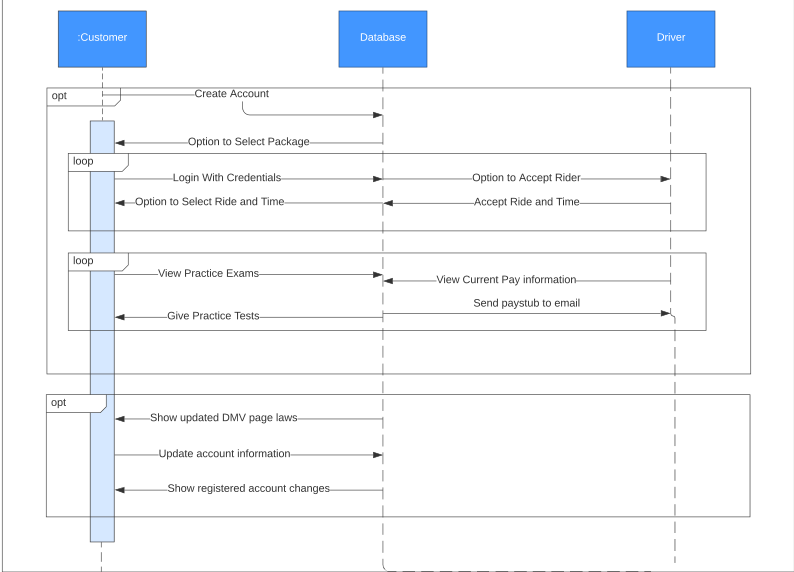 :Customer
Database
Driver
opt
Create Account
Option to Select Package
loop
Login With Credentials
Option to Accept Rider
Option to Select Ride and Time
Accept Ride and Time
loop
View Practice Exams
View Current Pay information
Send paystub to email
Give Practice Tests
opt
Show updated DMV page laws
Update account information
Show registered account changes